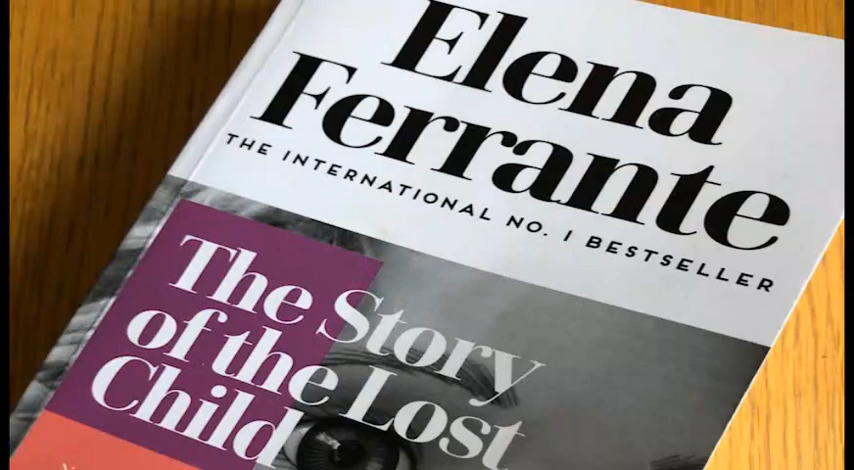 Elena
Ferrante
THE INTERNATIONAL NO. 1 BESTSELLER
The Story
of the Lost
Child